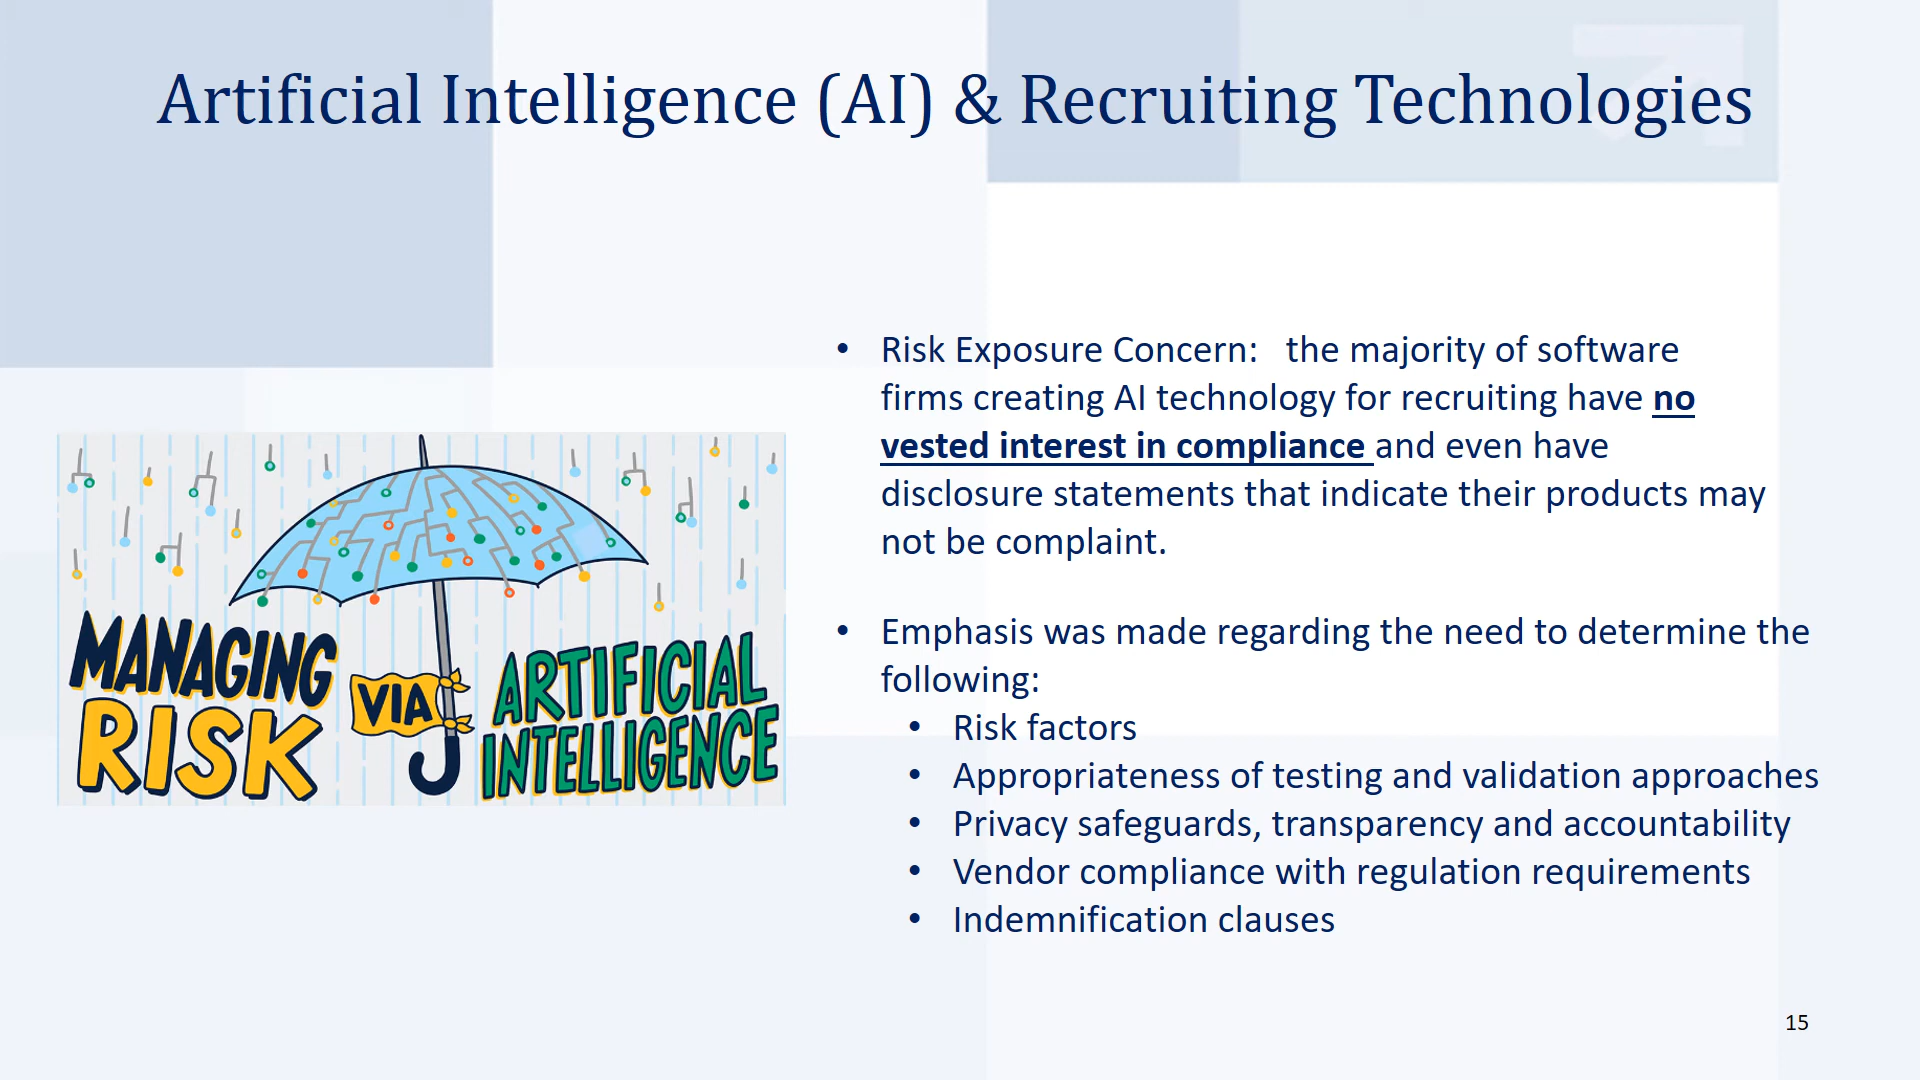 Artificial Intelligence (AI) & Recruiting Technologies
MANAGING
RISK
VIA
ARTIFICIAL
INTELLIGENCE
• Risk Exposure Concern:   the majority of software
firms creating AI technology for recruiting have no
vested interest in compliance and even have
disclosure statements that indicate their products may
not be complaint.
• Emphasis was made regarding the need to determine the
following:
• Risk factors
• Appropriateness of testing and validation approaches
• Privacy safeguards, transparency and accountability
• Vendor compliance with regulation requirements
• Indemnification clauses
15